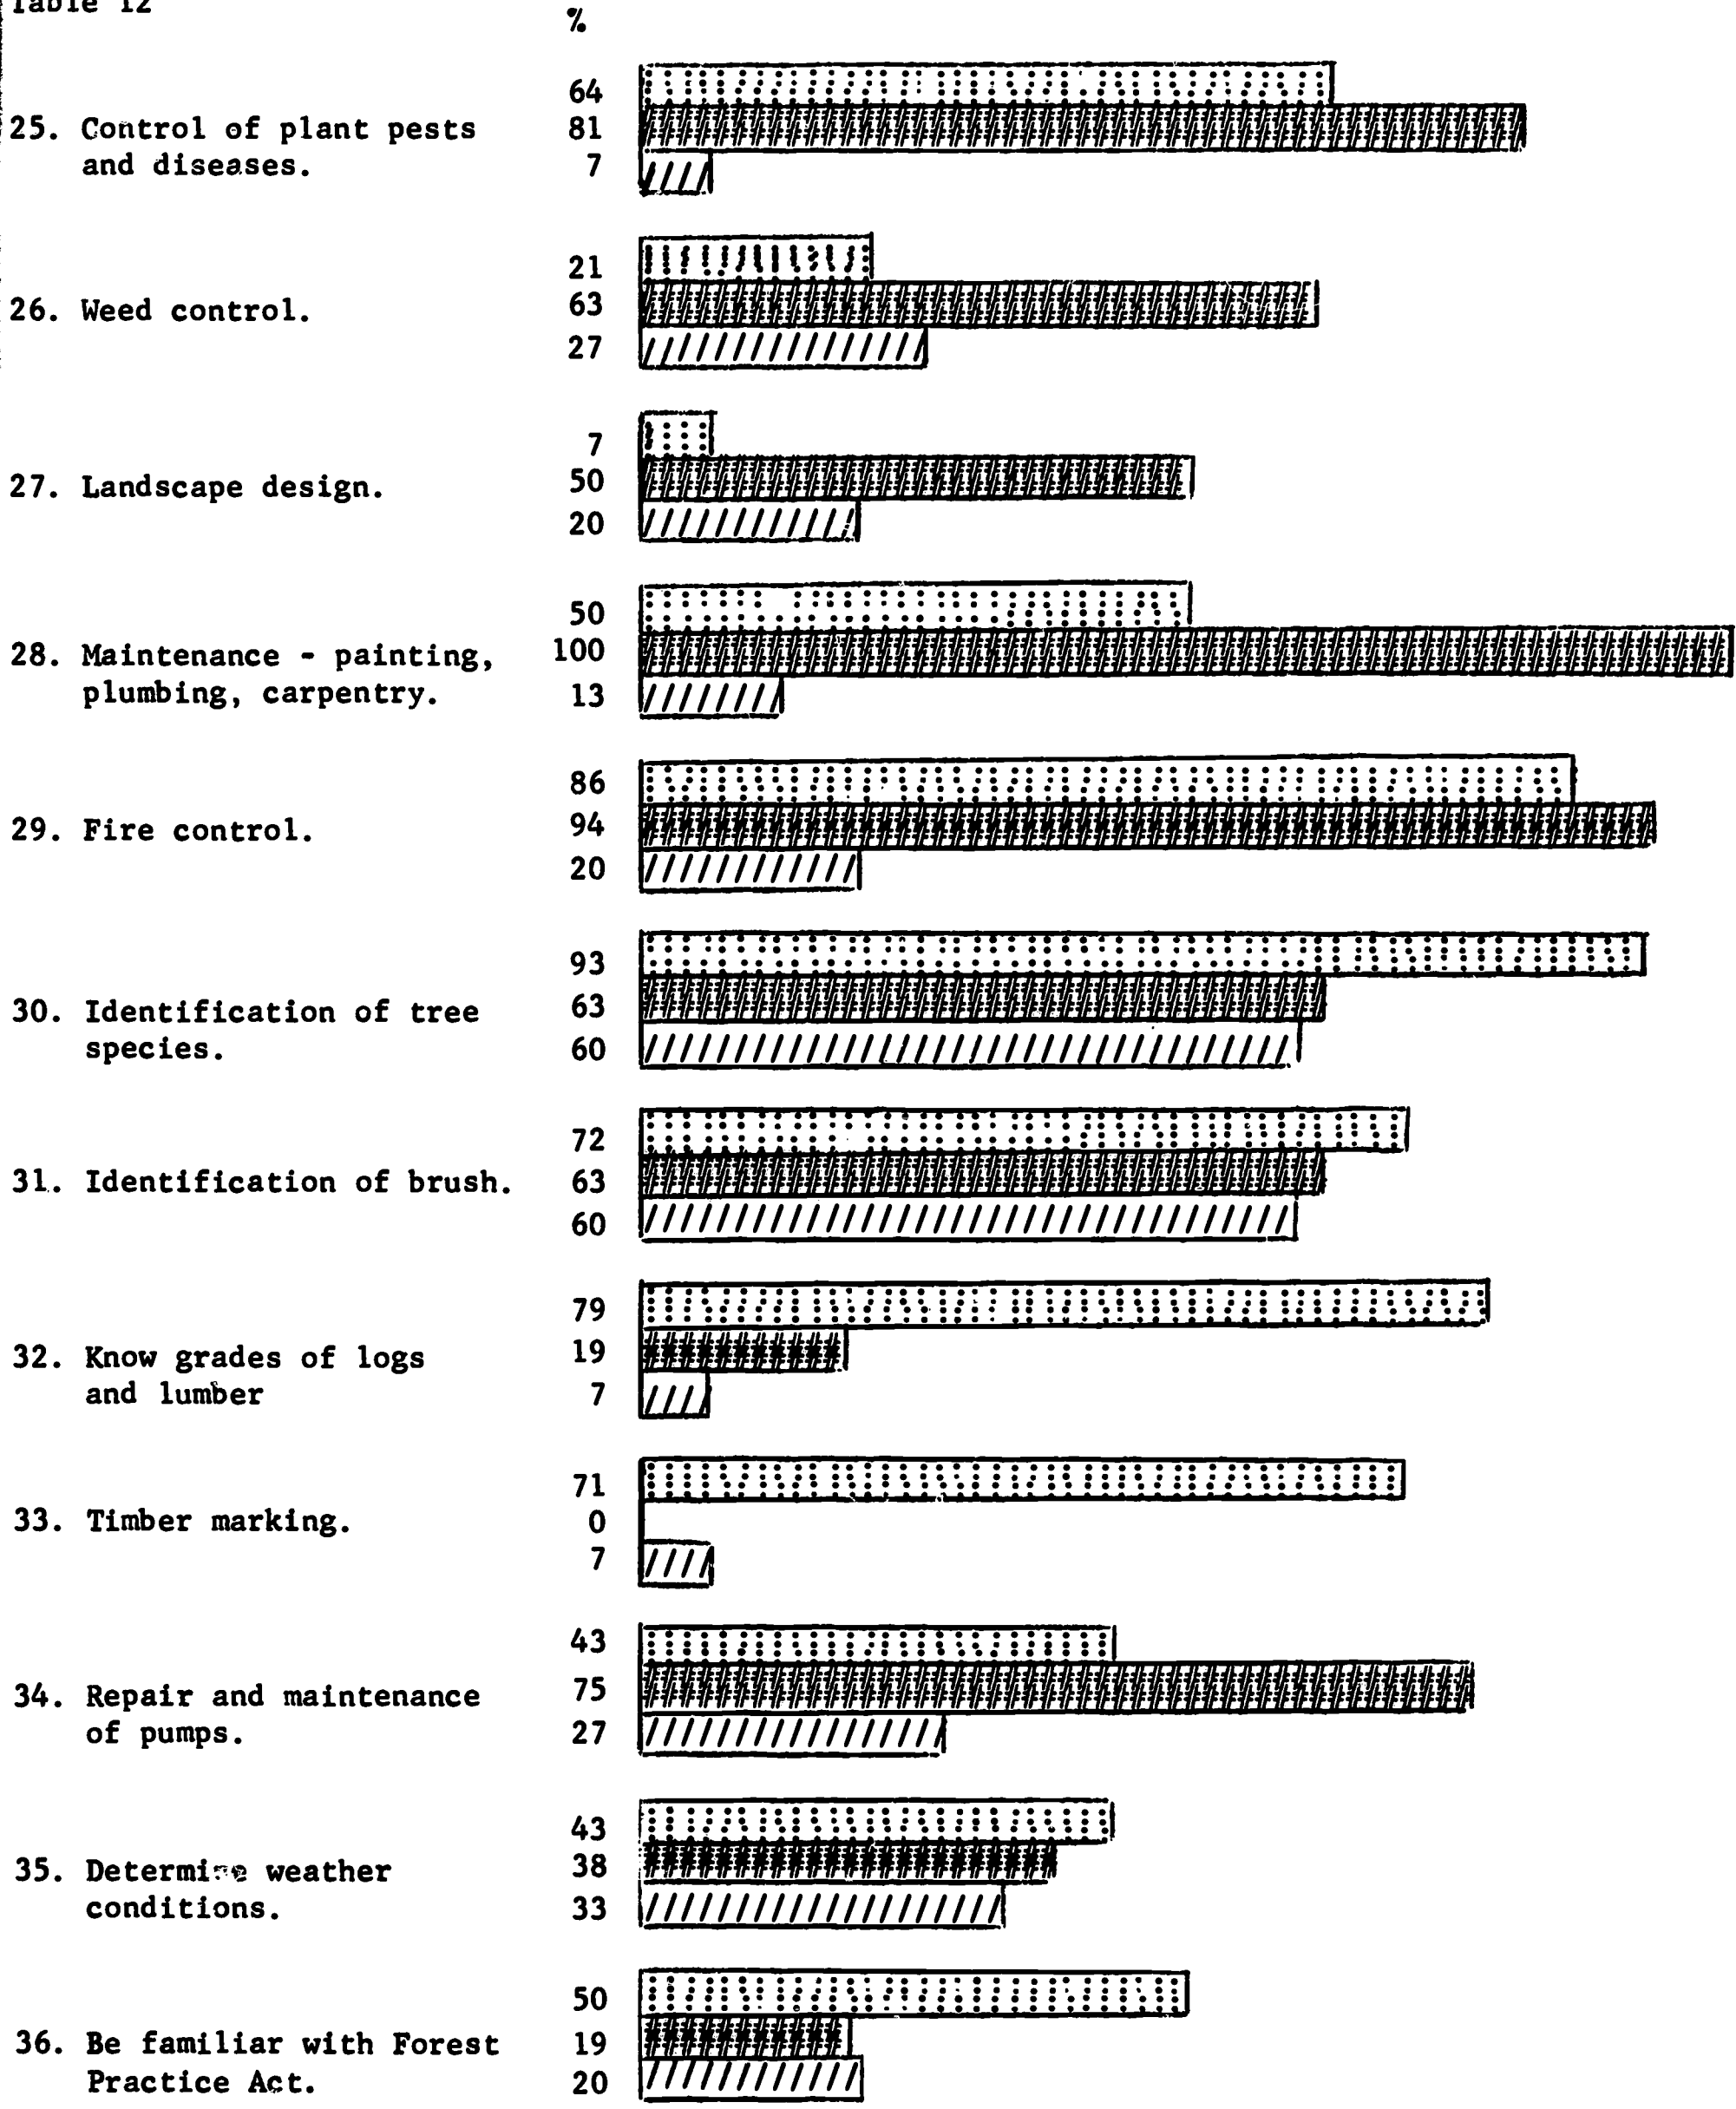 Table 12
%
64
25. Control of plant pests 81
and diseases. 7
21
26. Weed control. 63
27
7
27. Landscape design. 50
20
50
28. Maintenance - painting, 100
plumbing, carpentry. 13
86
29. Fire control. 94
20
93
30. Identification of tree 63
species. 60
72
31. Identification of brush. 63
60
79
32. Know grades of logs 19
and lumber 7
71
33. Timber marking. 0
7
43
34. Repair and maintenance 75
of pumps. 27
43
35. Determine weather 38
conditions. 33
50
36. Be familiar with Forest 19
Practice Act. 20